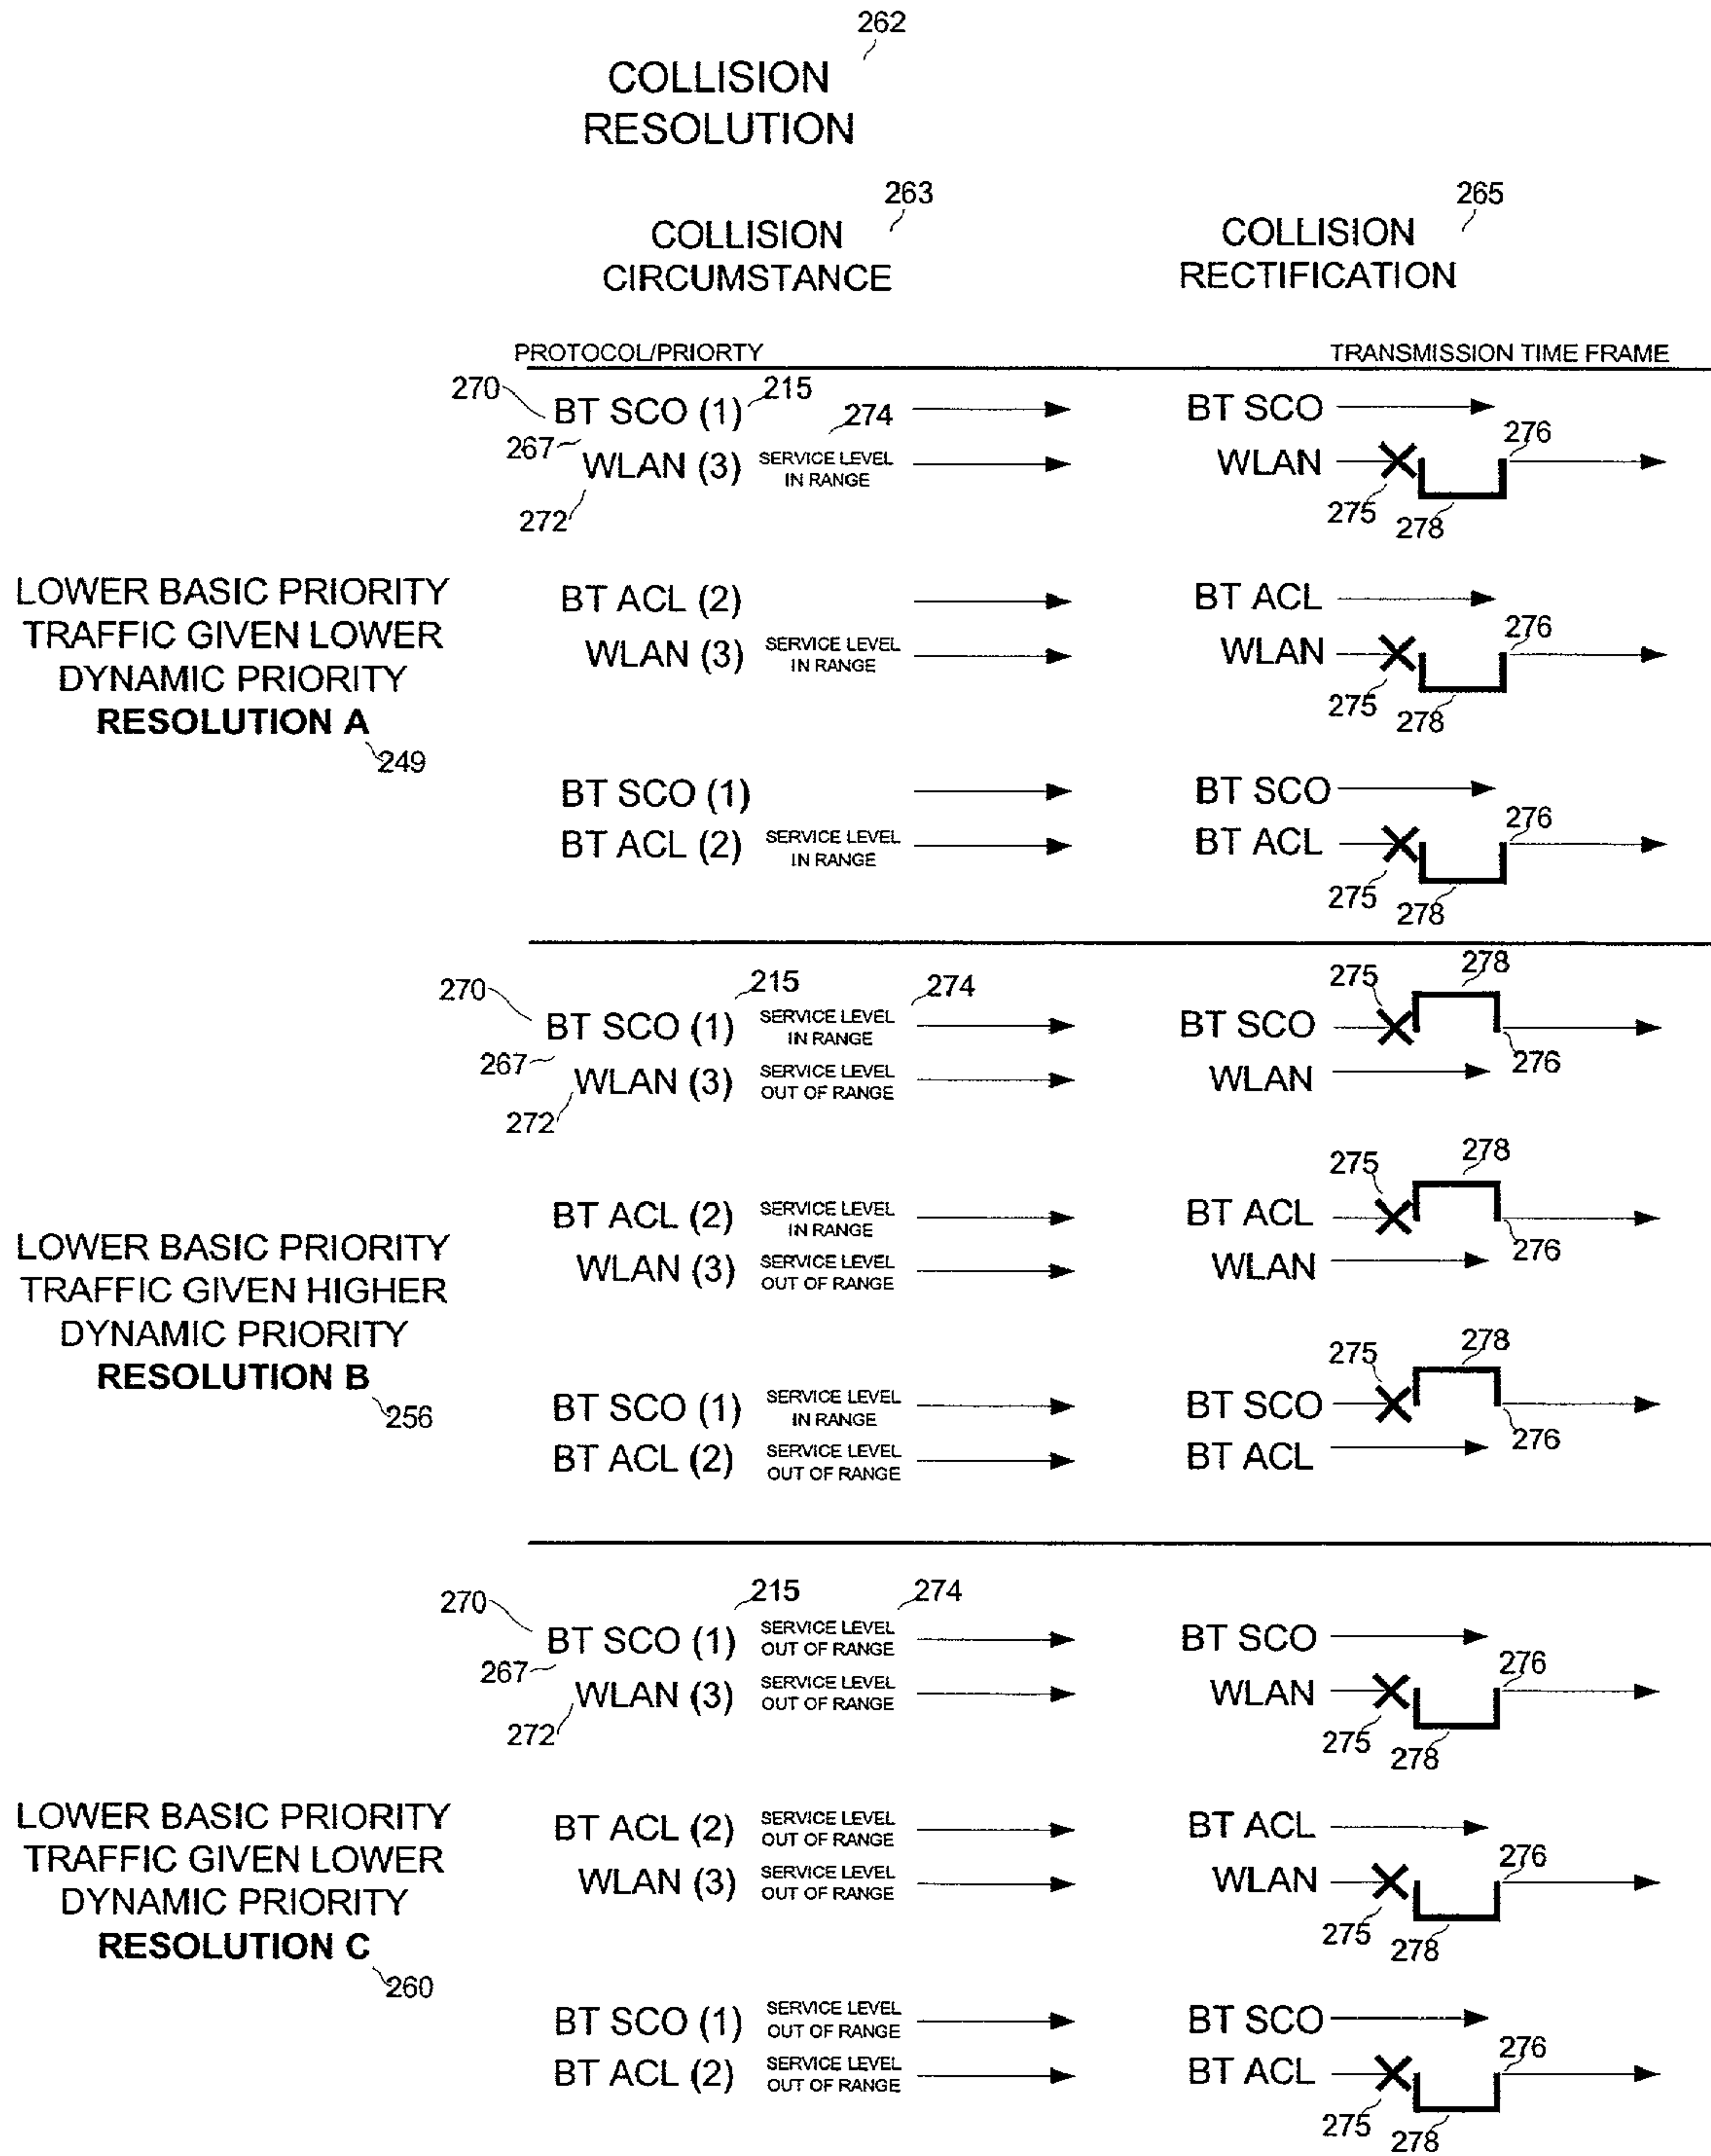 262
COLLISION
RESOLUTION
263
COLLISION
CIRCUMSTANCE
265
COLLISION
RECTIFICATION
PROTOCOL/PRIORTY
TRANSMISSION TIME FRAME
LOWER BASIC PRIORITY
TRAFFIC GIVEN LOWER
DYNAMIC PRIORITY
RESOLUTION A
249
270
BT SCO (1)
215
274
267
WLAN (3)
SERVICE LEVEL
IN RANGE
272
BT SCO
WLAN
276
275
278
BT ACL (2)
WLAN (3)
SERVICE LEVEL
IN RANGE
BT ACL
WLAN
276
275
278
BT SCO (1)
BT ACL (2)
SERVICE LEVEL
IN RANGE
BT SCO
BT ACL
276
275
278
LOWER BASIC PRIORITY
TRAFFIC GIVEN HIGHER
DYNAMIC PRIORITY
RESOLUTION B
256
270
215
274
BT SCO (1)
SERVICE LEVEL
IN RANGE
267
WLAN (3)
SERVICE LEVEL
OUT OF RANGE
272
275
278
BT SCO
276
WLAN
BT ACL (2)
SERVICE LEVEL
IN RANGE
WLAN (3)
SERVICE LEVEL
OUT OF RANGE
275
278
BT ACL
276
WLAN
BT SCO (1)
SERVICE LEVEL
IN RANGE
BT ACL (2)
SERVICE LEVEL
OUT OF RANGE
275
278
BT SCO
276
BT ACL
LOWER BASIC PRIORITY
TRAFFIC GIVEN LOWER
DYNAMIC PRIORITY
RESOLUTION C
260
270
215
274
BT SCO (1)
SERVICE LEVEL
OUT OF RANGE
267
WLAN (3)
SERVICE LEVEL
OUT OF RANGE
272
BT SCO
WLAN
276
275
278
BT ACL (2)
SERVICE LEVEL
OUT OF RANGE
WLAN (3)
SERVICE LEVEL
OUT OF RANGE
BT ACL
WLAN
276
275
278
BT SCO (1)
SERVICE LEVEL
OUT OF RANGE
BT ACL (2)
SERVICE LEVEL
OUT OF RANGE
BT SCO
BT ACL
276
275
278